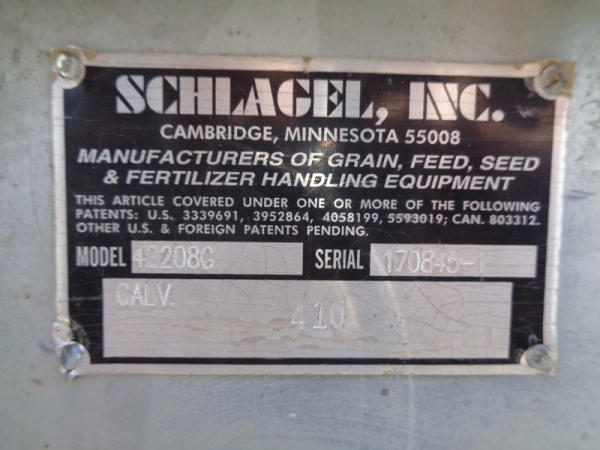 SCHLAGEL, INC.
CAMBRIDGE, MINNESOTA 55008
MANUFACTURERS OF GRAIN, FEED, SEED
& FERTILIZER HANDLING EQUIPMENT
THIS ARTICLE COVERED UNDER ONE OR MORE OF THE FOLLOWING
PATENTS: U.S. 3339691, 3952864, 4058199, 5593019; CAN. 803312.
OTHER U.S. & FOREIGN PATENTS PENDING.
MODEL 42208G SERIAL 170845-1
GALV.
410